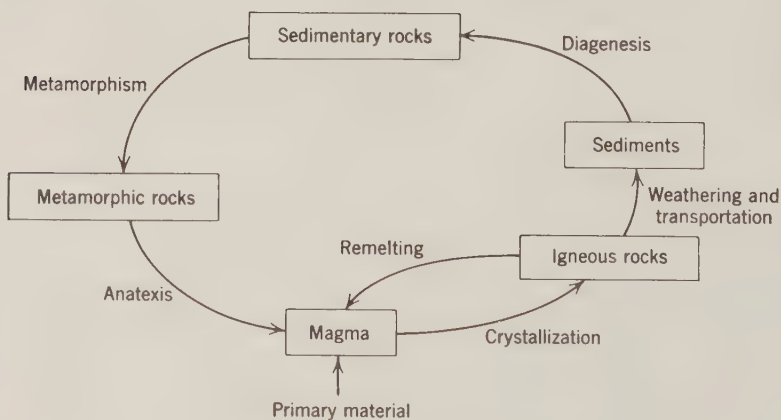 Sedimentary rocks
Diagenesis
Metamorphism
Sediments
Metamorphic rocks
Weathering and
transportation
Remelting
Igneous rocks
Anatexis
Magma
Crystallization
Primary material